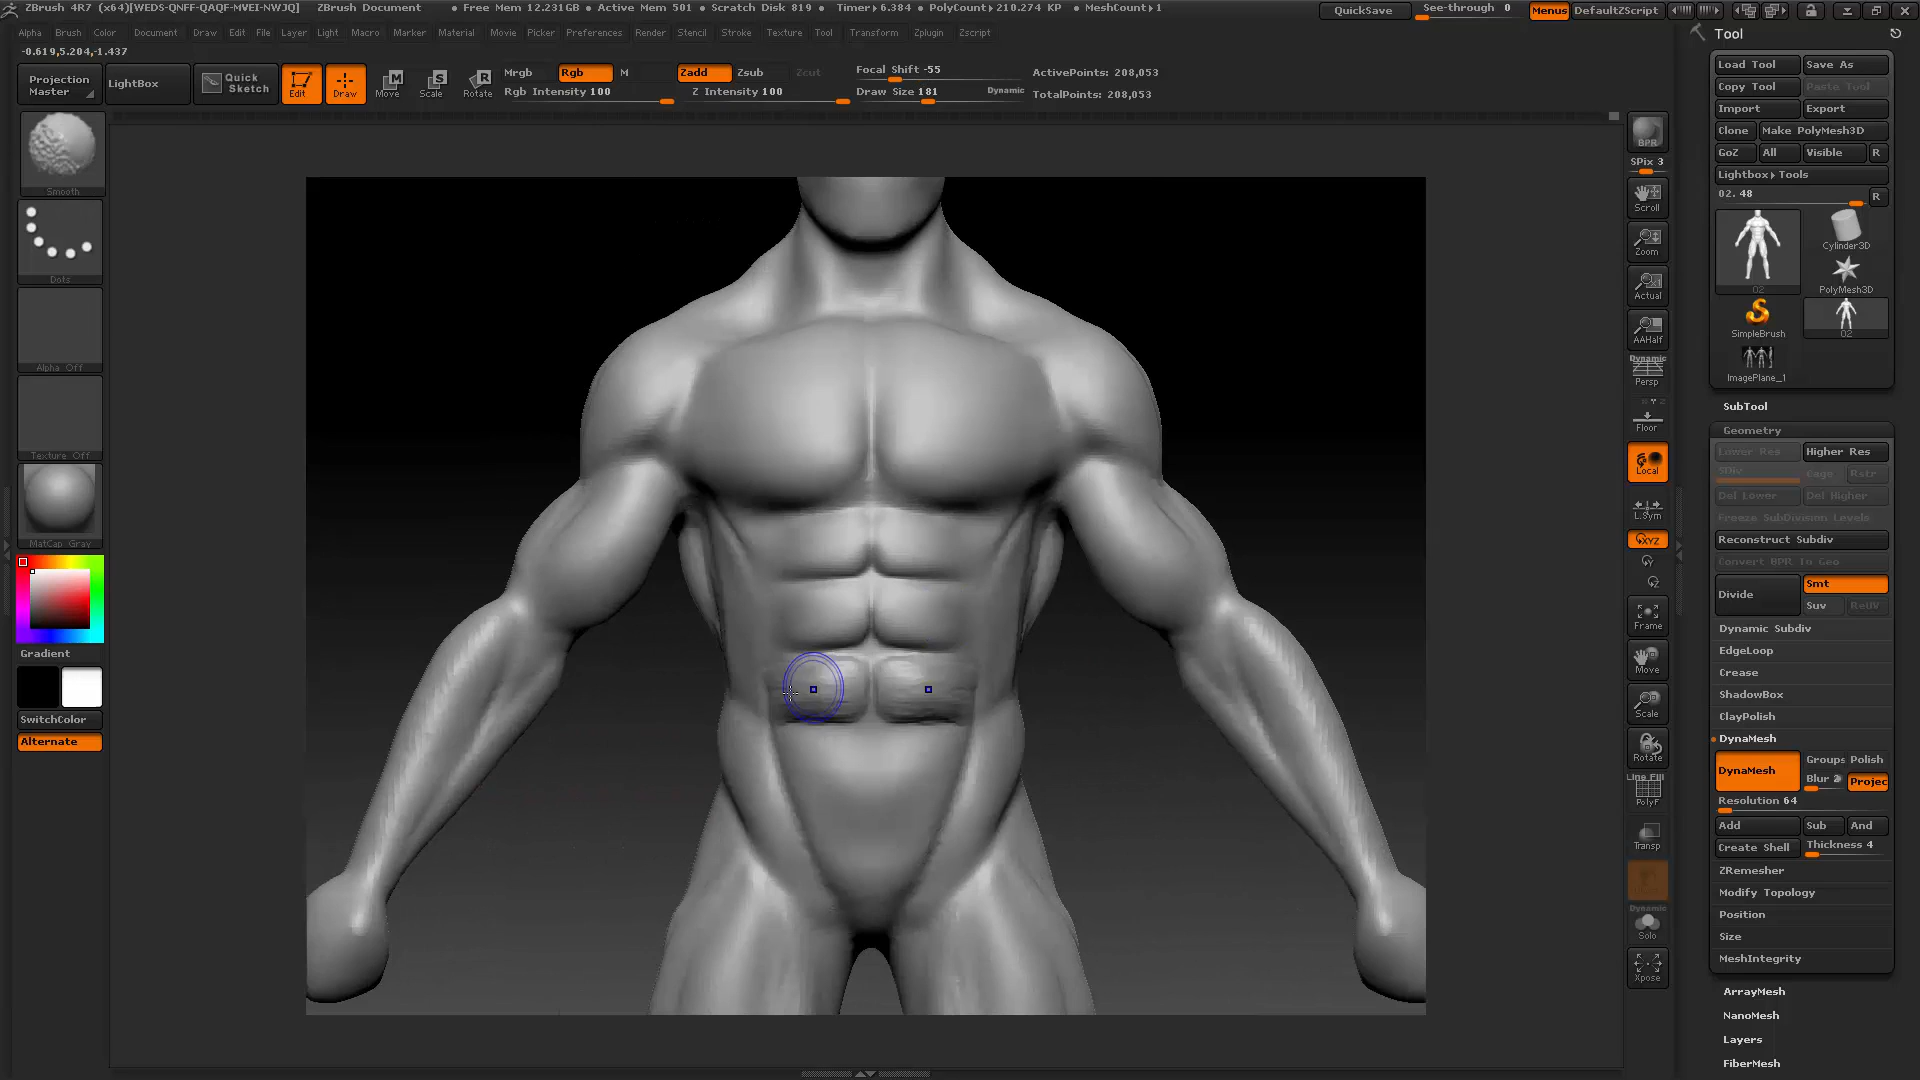 ZBrush 4R7 (x64)[WEDS-QNFF-QAQF-MVEI-NWJQ] ZBrush Document • Free Mem 12.231GB • Active Mem 501 • Scratch Disk 819 • Timer▸6.384 • PolyCount▸210.274 KP • MeshCount▸1 QuickSave See-through 0 Menus DefaultZScript
Alpha Brush Color Document Draw Edit File Layer Light Macro Marker Material Movie Picker Preferences Render Stencil Stroke Texture Tool Transform Zplugin Zscript
-0.619,5.204,-1.437
Projection Master
LightBox
Quick Sketch
Edit
Draw
Move
Scale
Rotate
Mrgb Rgb M
Rgb Intensity 100
Zadd Zsub Zcut
Z Intensity 100
Focal Shift -55
Draw Size 181 Dynamic
ActivePoints: 208,053
TotalPoints: 208,053
Smooth
Dots
Alpha Off
Texture Off
MatCap Gray
Gradient
SwitchColor
Alternate
BPR
SPix 3
Scroll
Zoom
Actual
AAHalf
Dynamic
Persp
Floor
Local
L.Sym
XYZ
Y
Z
Frame
Move
Scale
Rotate
Line Fill
PolyF
Transp
Dynamic
Solo
Xpose
Tool
Load Tool Save As
Copy Tool Paste Tool
Import Export
Clone Make PolyMesh3D
GoZ All Visible R
Lightbox▸Tools
02. 48 R
02
Cylinder3D
PolyMesh3D
SimpleBrush
02
ImagePlane_1
SubTool
Geometry
Lower Res Higher Res
SDiv Cage Rstr
Del Lower Del Higher
Freeze SubDivision Levels
Reconstruct Subdiv
Convert BPR To Geo
Divide Smt
Suv ReUV
Dynamic Subdiv
EdgeLoop
Crease
ShadowBox
ClayPolish
DynaMesh
DynaMesh Groups Polish
Blur 2 Projec
Resolution 64
Add Sub And
Create Shell Thickness 4
ZRemesher
Modify Topology
Position
Size
MeshIntegrity
ArrayMesh
NanoMesh
Layers
FiberMesh